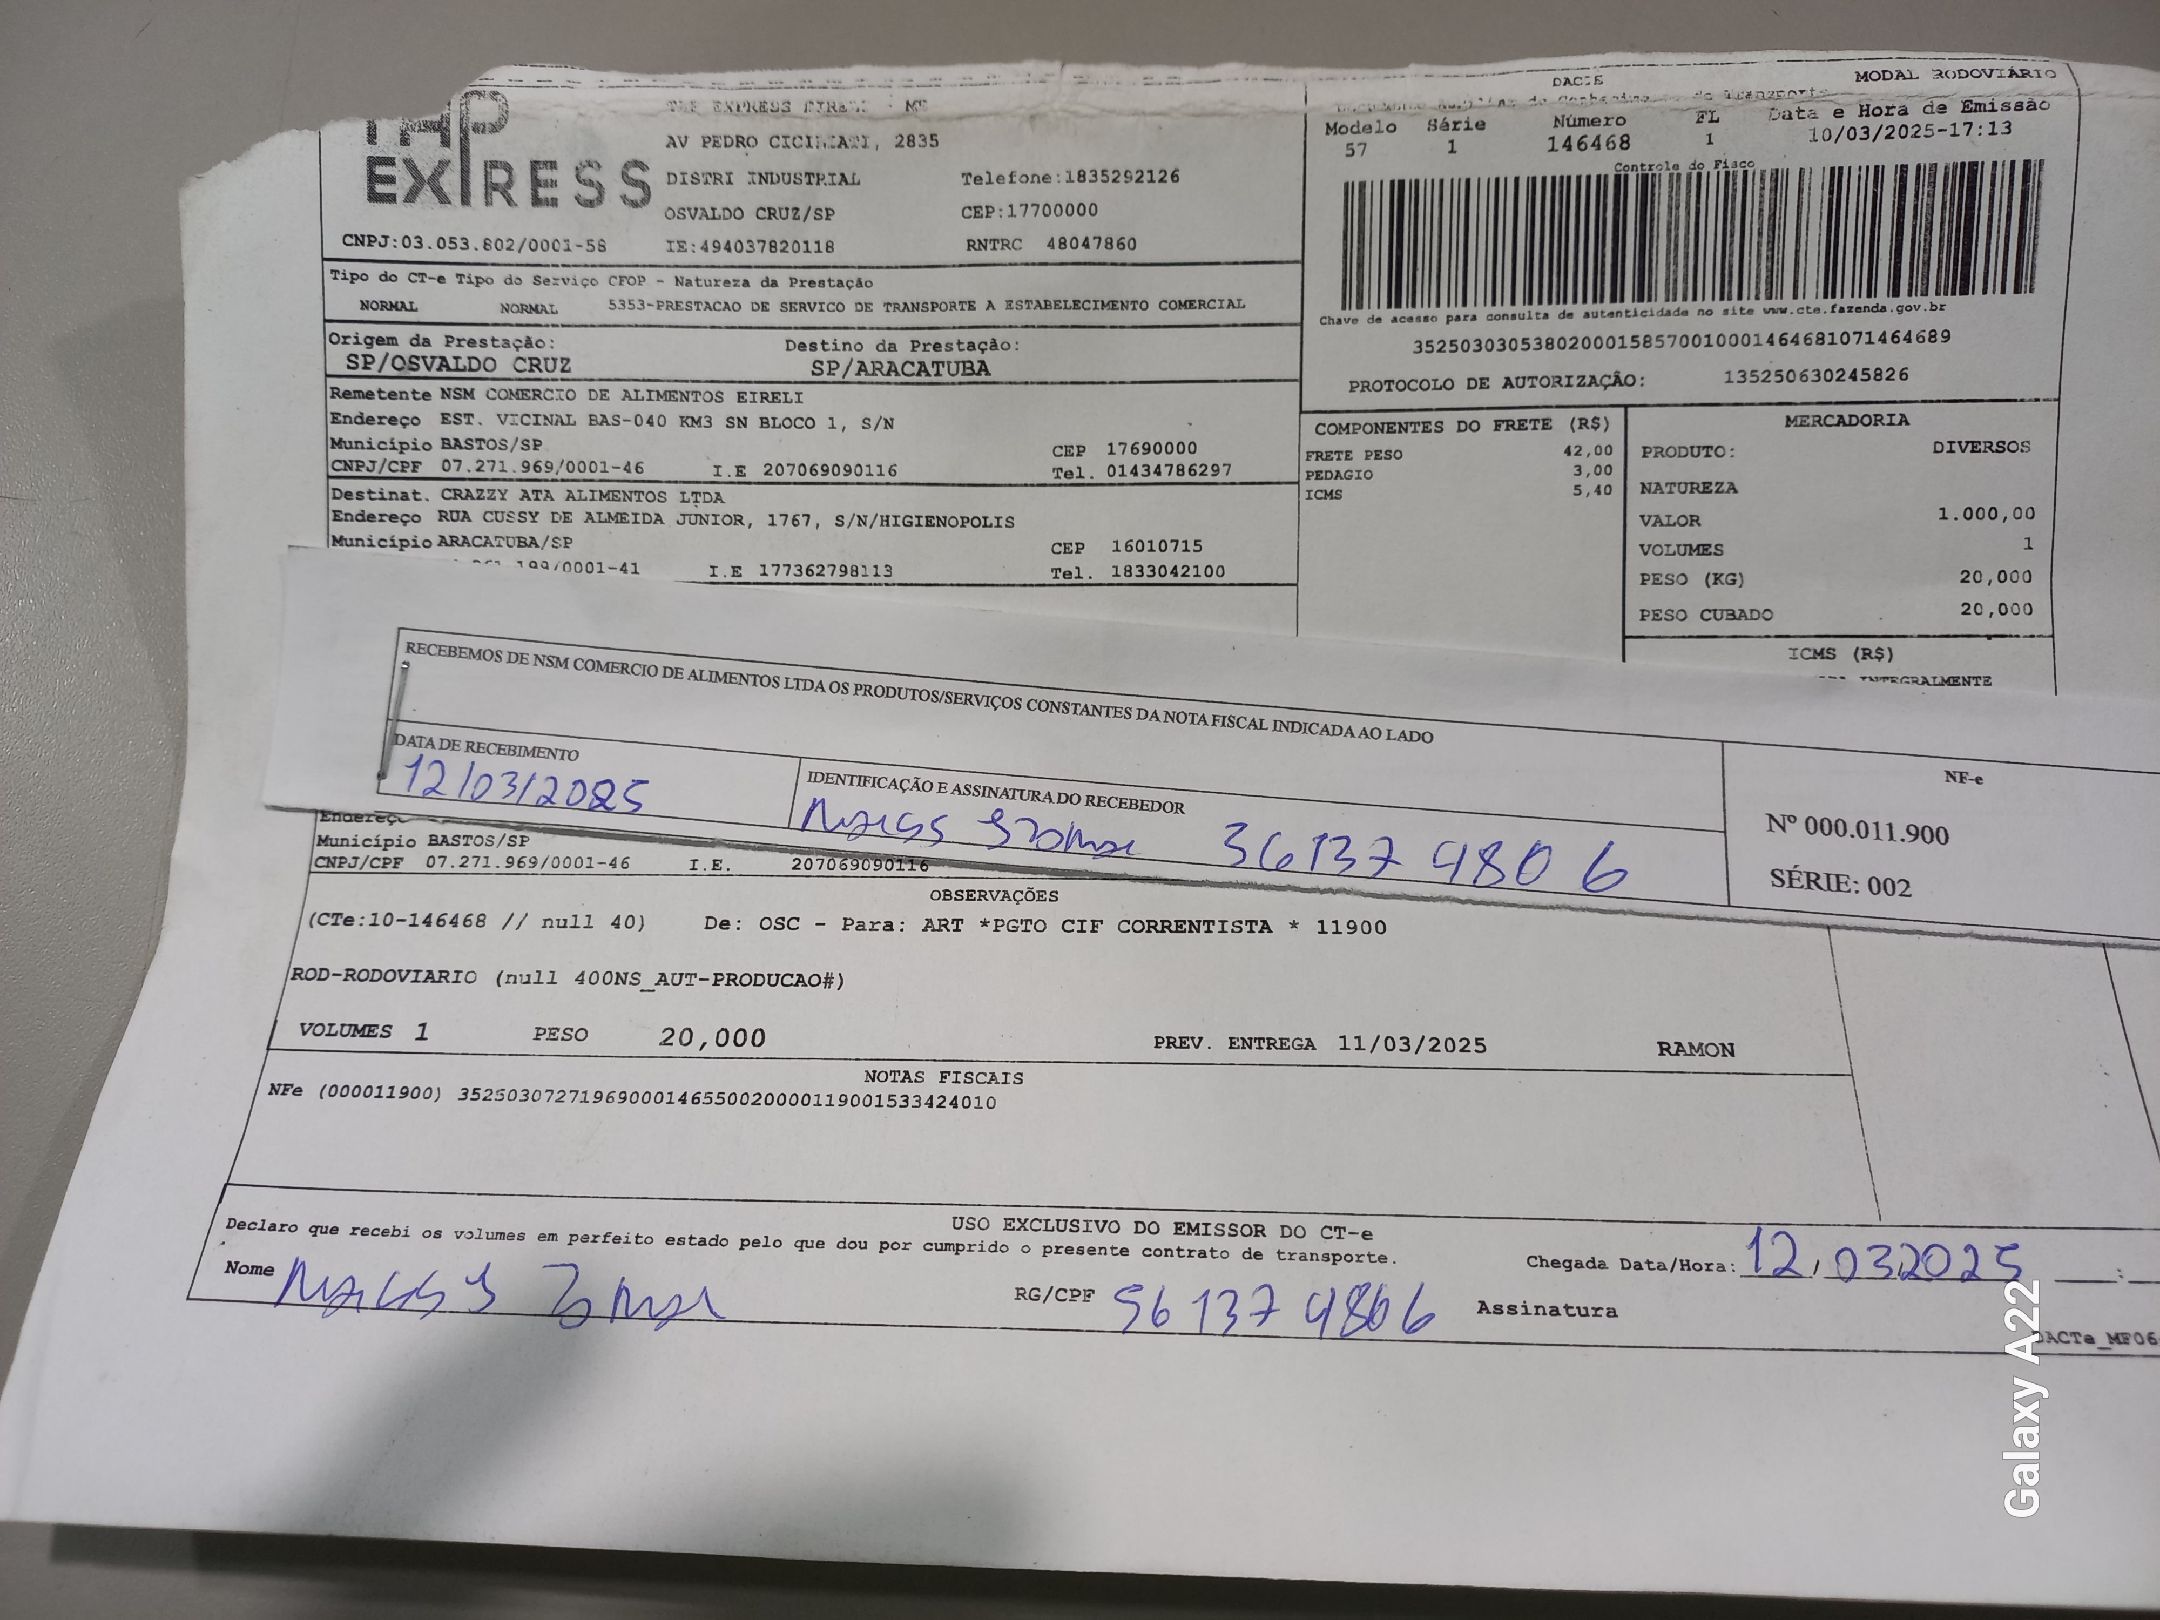 TAP EXPRESS
AV PEDRO CICILIATI, 2835
DISTRI INDUSTRIAL Telefone:1835292126
OSVALDO CRUZ/SP CEP:17700000
CNPJ:03.053.802/0001-58 IE:494037820118 RNTRC 48047860
DACTE MODAL RODOVIÁRIO
Modelo Série Número FL Data e Hora de Emissão
57 1 146468 1 10/03/2025-17:13
Controle do Fisco
Chave de acesso para consulta de autenticidade no site www.cte.fazenda.gov.br
35250303053802000158570010001464681071464689
PROTOCOLO DE AUTORIZAÇÂO: 135250630245826
Tipo do CT-e Tipo do Serviço CFOP - Natureza da Prestação
NORMAL NORMAL 5353-PRESTACAO DE SERVICO DE TRANSPORTE A ESTABELECIMENTO COMERCIAL
Origem da Prestação: Destino da Prestação:
SP/OSVALDO CRUZ SP/ARACATUBA
Remetente NSM COMERCIO DE ALIMENTOS EIRELI
Endereço EST. VICINAL BAS-040 KM3 SN BLOCO 1, S/N
Município BASTOS/SP CEP 17690000
CNPJ/CPF 07.271.969/0001-46 I.E 207069090116 Tel. 01434786297
Destinat. CRAZZY ATA ALIMENTOS LTDA
Endereço RUA CUSSY DE ALMEIDA JUNIOR, 1767, S/N/HIGIENOPOLIS
Município ARACATUBA/SP CEP 16010715
199/0001-41 I.E 177362798113 Tel. 1833042100
COMPONENTES DO FRETE (R$)
FRETE PESO 42,00
PEDAGIO 3,00
ICMS 5,40
MERCADORIA
PRODUTO: DIVERSOS
NATUREZA
VALOR 1.000,00
VOLUMES 1
PESO (KG) 20,000
PESO CUBADO 20,000
ICMS (R$)
INTEGRALMENTE
RECEBEMOS DE NSM COMERCIO DE ALIMENTOS LTDA OS PRODUTOS/SERVIÇOS CONSTANTES DA NOTA FISCAL INDICADA AO LADO
DATA DE RECEBIMENTO
12/03/2025
IDENTIFICAÇÃO E ASSINATURA DO RECEBEDOR
36137 480 6
NF-e
Nº 000.011.900
SÉRIE: 002
Endereço
Município BASTOS/SP
CNPJ/CPF 07.271.969/0001-46 I.E. 207069090116
OBSERVAÇÕES
(CTe:10-146468 // null 40) De: OSC - Para: ART *PGTO CIF CORRENTISTA * 11900
ROD-RODOVIARIO (null 400NS_AUT-PRODUCAO#)
VOLUMES 1 PESO 20,000 PREV. ENTREGA 11/03/2025 RAMON
NOTAS FISCAIS
NFe (000011900) 35250307271969000146550020000119001533424010
USO EXCLUSIVO DO EMISSOR DO CT-e
Declaro que recebi os volumes em perfeito estado pelo que dou por cumprido o presente contrato de transporte.
Chegada Data/Hora: 12,03,2025 :
Nome
RG/CPF 561374806 Assinatura
Galaxy A22